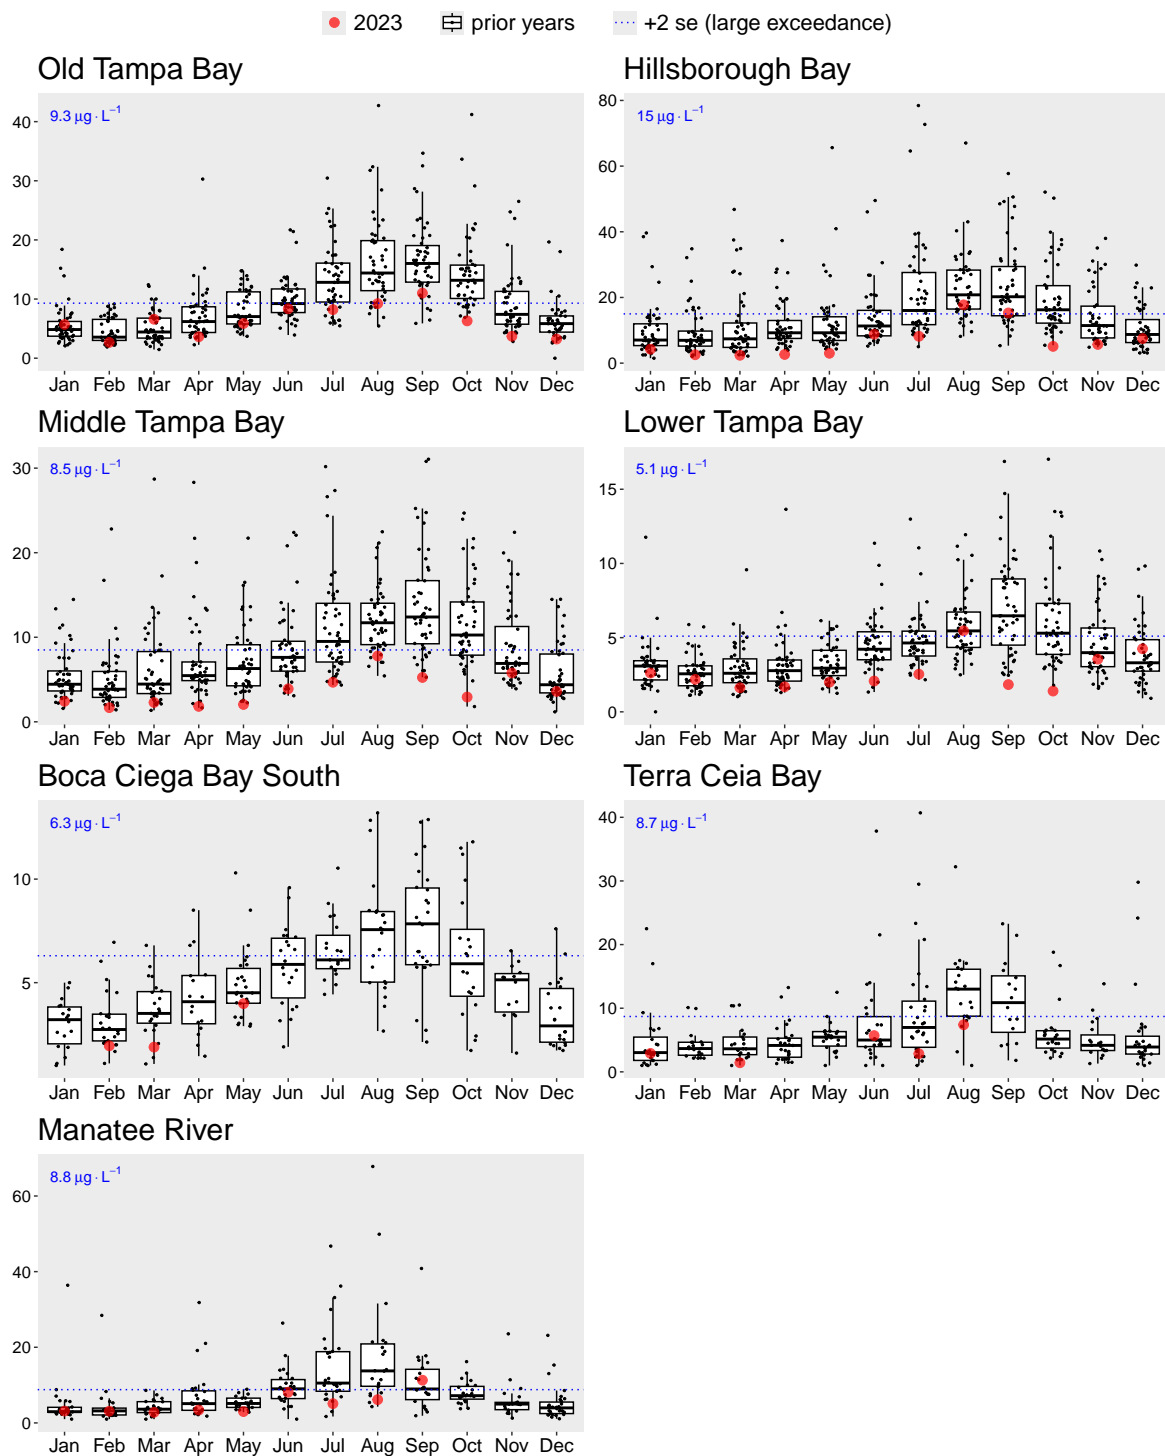 2023 prior years +2 se (large exceedance)
Old Tampa Bay
9.3 µg · L⁻¹
40
30
20
10
0
Jan Feb Mar Apr May Jun Jul Aug Sep Oct Nov Dec
Hillsborough Bay
15 µg · L⁻¹
80
60
40
20
0
Jan Feb Mar Apr May Jun Jul Aug Sep Oct Nov Dec
Middle Tampa Bay
8.5 µg · L⁻¹
30
20
10
0
Jan Feb Mar Apr May Jun Jul Aug Sep Oct Nov Dec
Lower Tampa Bay
5.1 µg · L⁻¹
15
10
5
0
Jan Feb Mar Apr May Jun Jul Aug Sep Oct Nov Dec
Boca Ciega Bay South
6.3 µg · L⁻¹
10
5
Jan Feb Mar Apr May Jun Jul Aug Sep Oct Nov Dec
Terra Ceia Bay
8.7 µg · L⁻¹
40
30
20
10
0
Jan Feb Mar Apr May Jun Jul Aug Sep Oct Nov Dec
Manatee River
8.8 µg · L⁻¹
60
40
20
0
Jan Feb Mar Apr May Jun Jul Aug Sep Oct Nov Dec